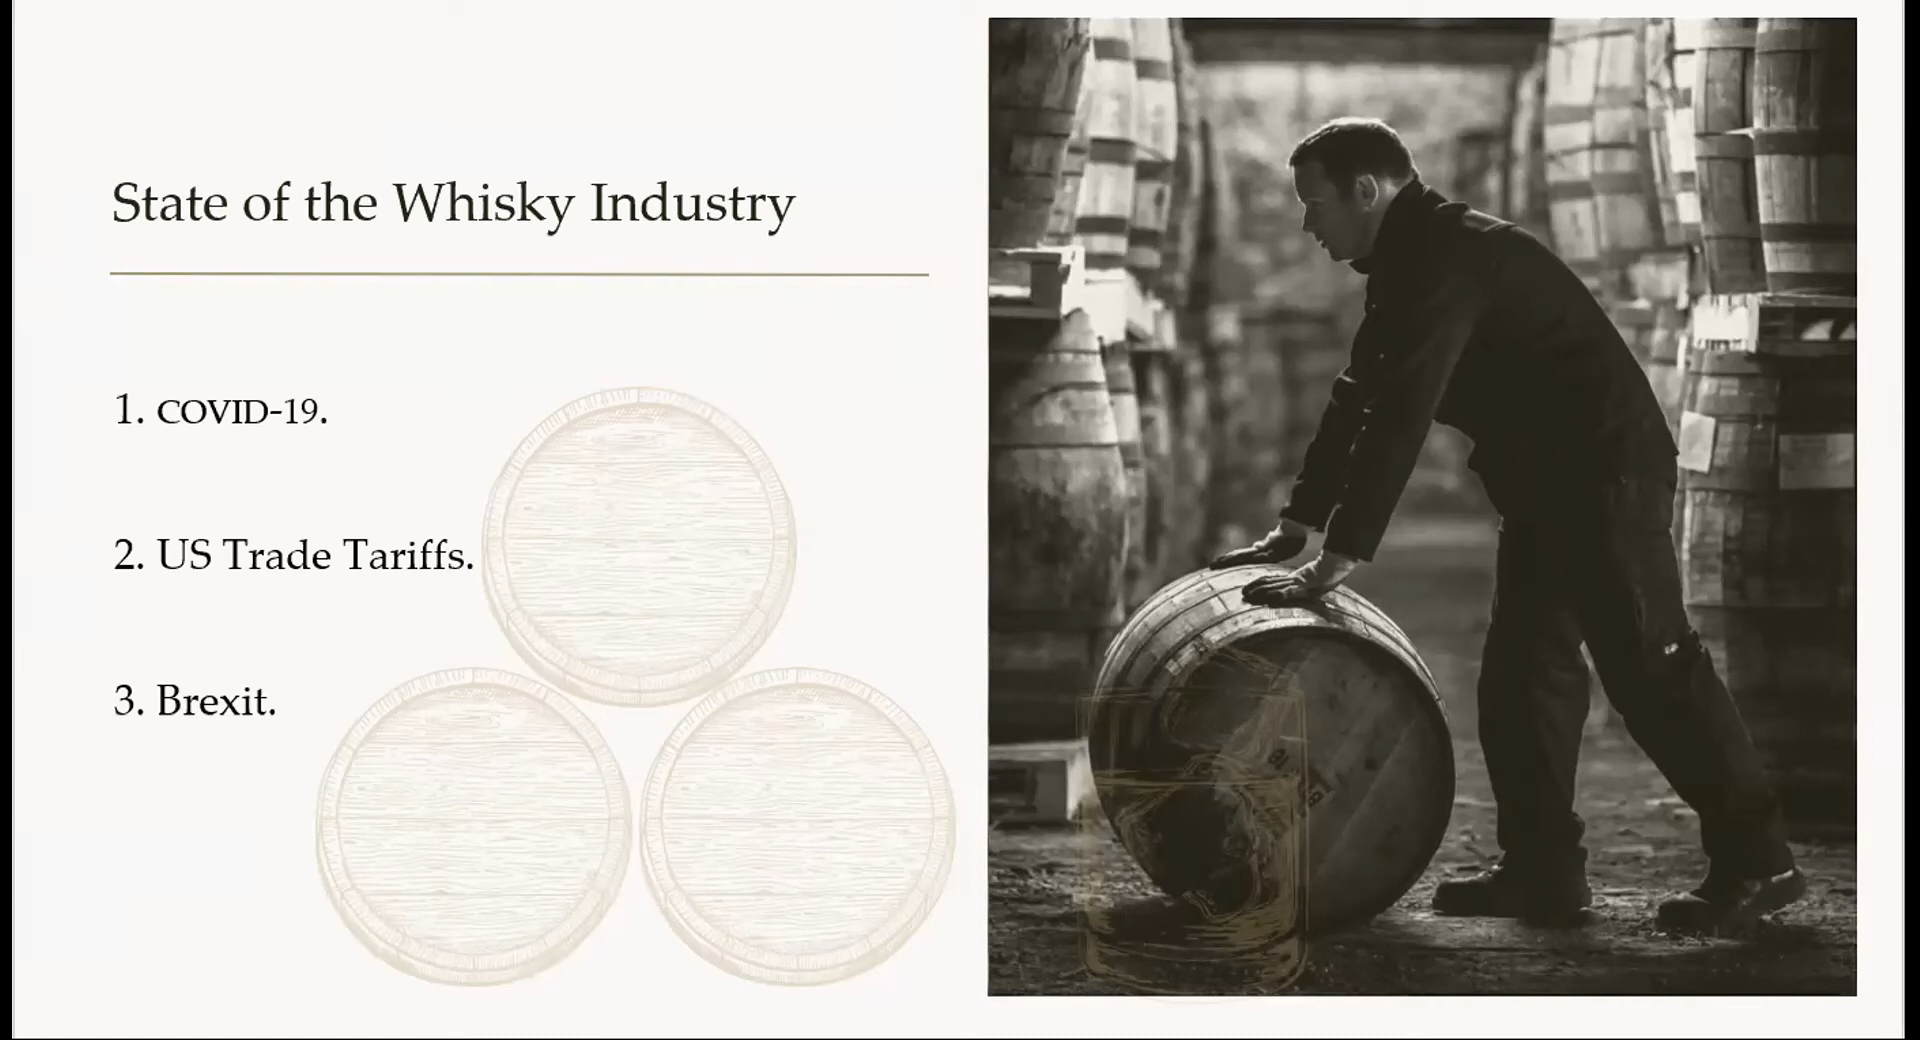 State of the Whisky Industry
1. COVID-19.
2. US Trade Tariffs.
3. Brexit.